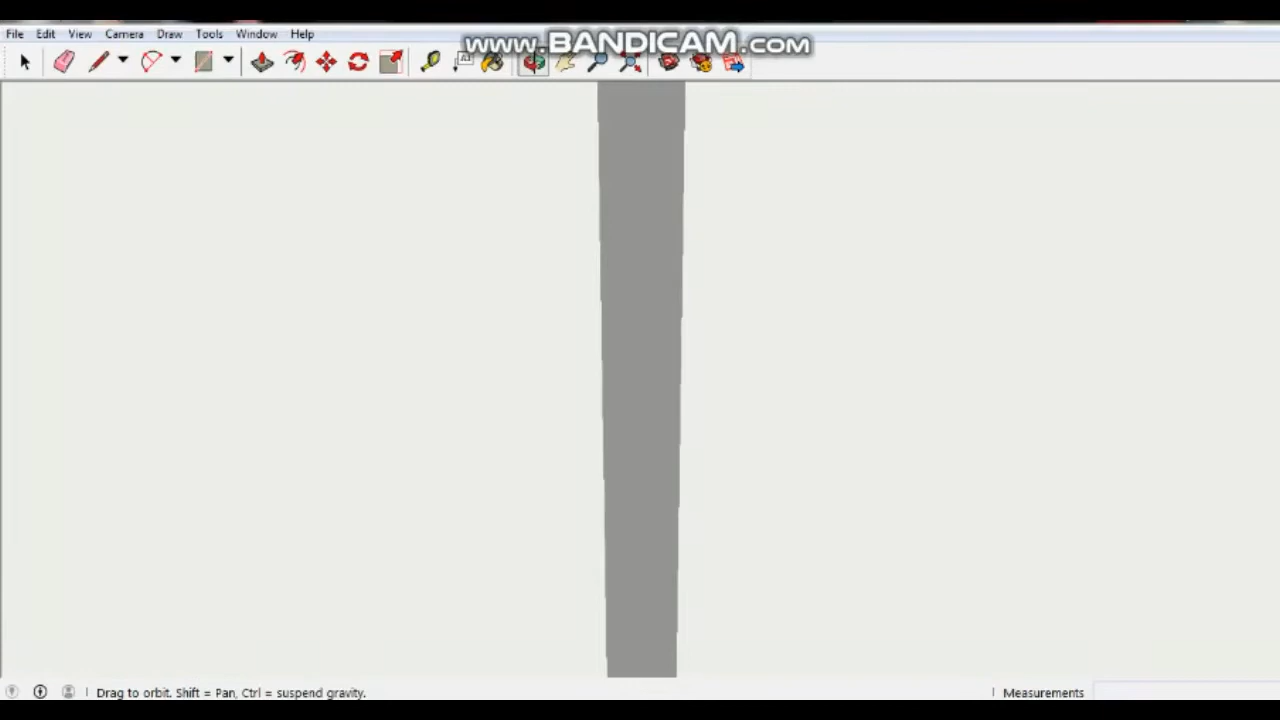 File Edit View Camera Draw Tools Window Help
www.BANDICAM.com
Drag to orbit. Shift = Pan, Ctrl = suspend gravity.
Measurements